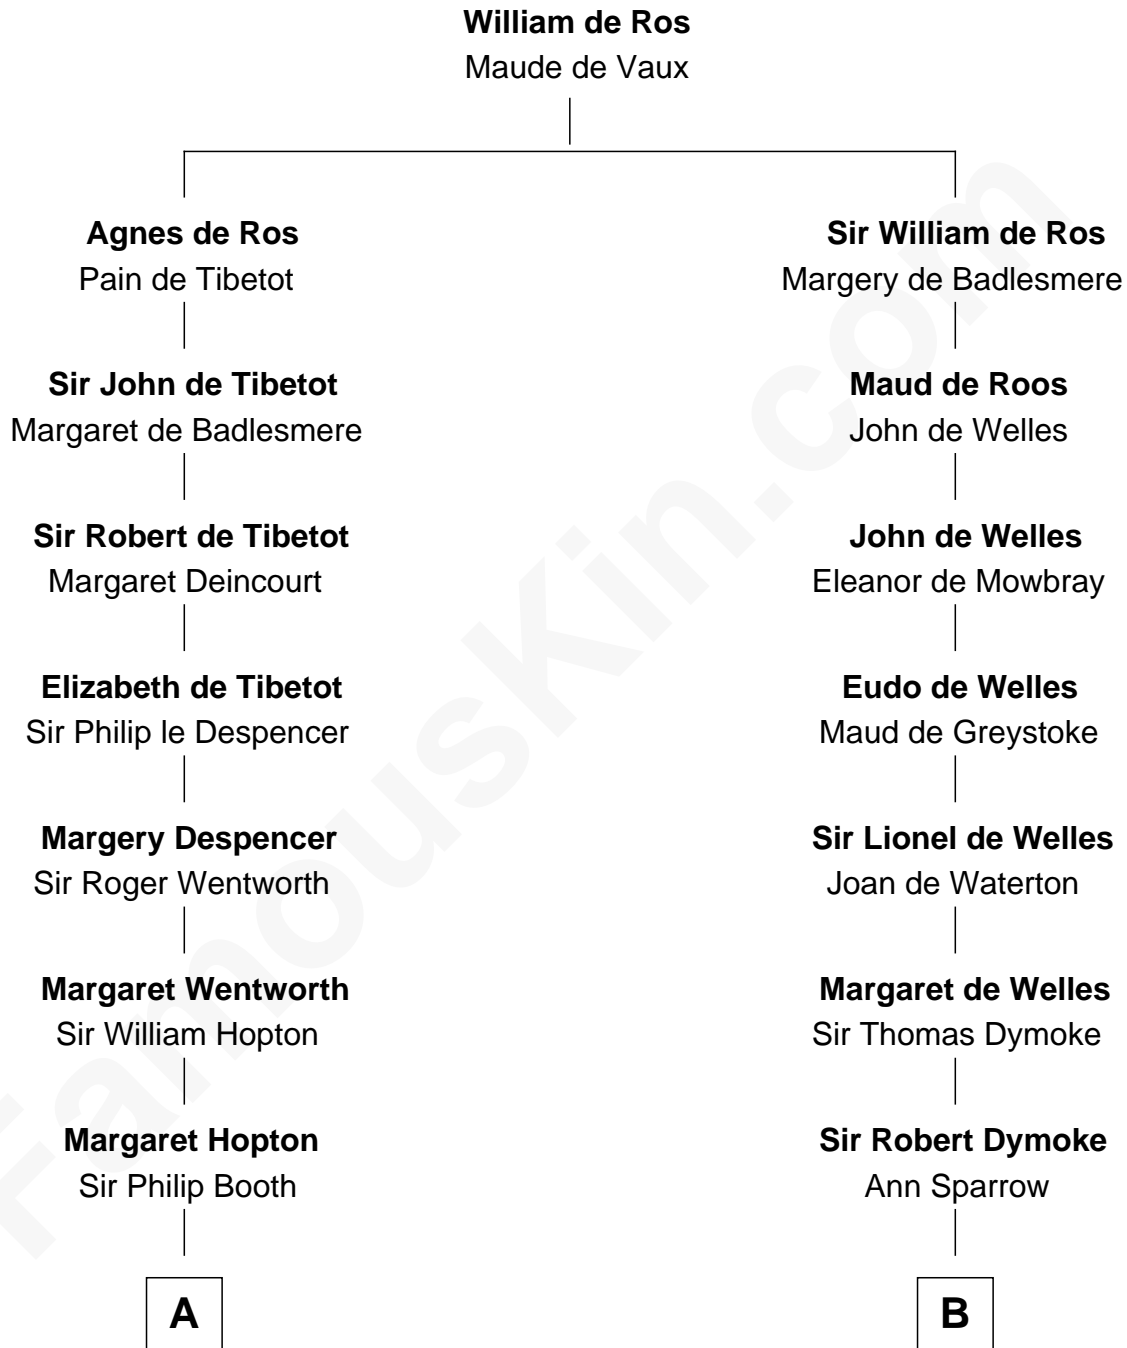 William de Ros
Maude de Vaux
Agnes de Ros
Pain de Tibetot
Sir John de Tibetot
Margaret de Badlesmere
Sir Robert de Tibetot
Margaret Deincourt
Elizabeth de Tibetot
Sir Philip le Despencer
Margery Despencer
Sir Roger Wentworth
Margaret Wentworth
Sir William Hopton
Margaret Hopton
Sir Philip Booth
A
Sir William de Ros
Margery de Badlesmere
Maud de Roos
John de Welles
John de Welles
Eleanor de Mowbray
Eudo de Welles
Maud de Greystoke
Sir Lionel de Welles
Joan de Waterton
Margaret de Welles
Sir Thomas Dymoke
Sir Robert Dymoke
Ann Sparrow
B
FamousKin.com